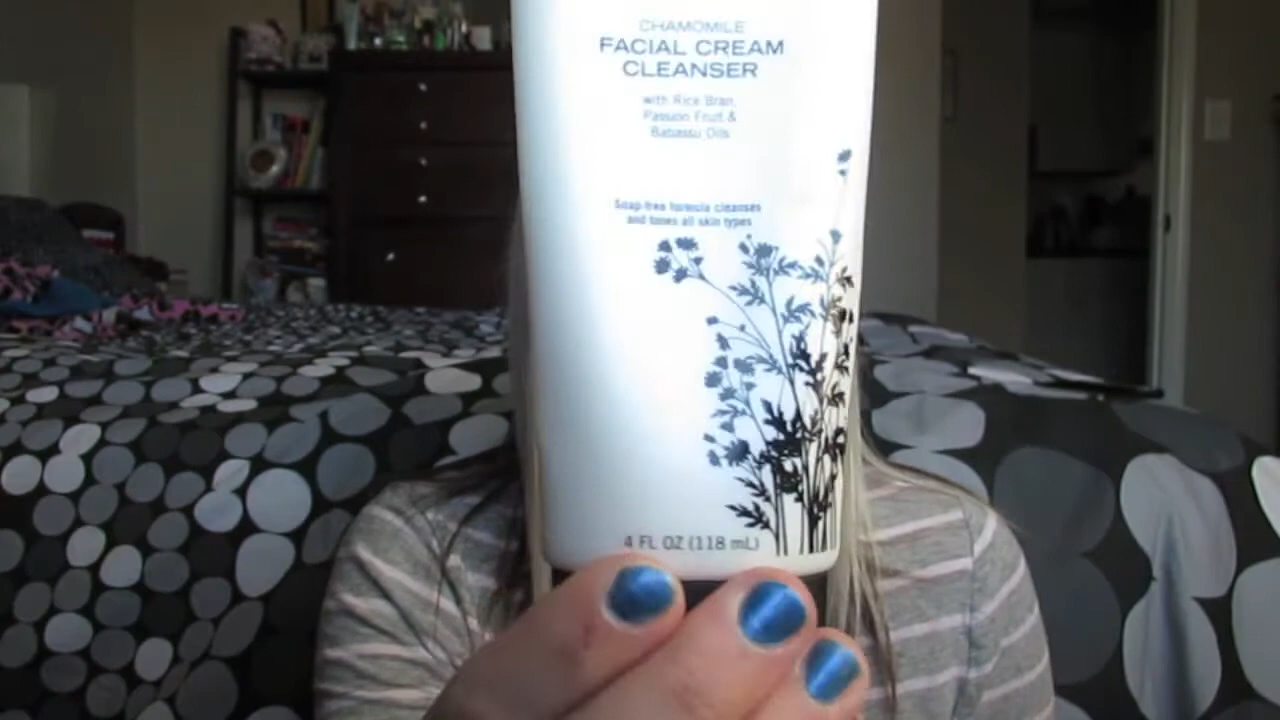 CHAMOMILE
FACIAL CREAM
CLEANSER
with Rice Bran,
Passion Fruit &
Babassu Oils
Soap-free formula cleanses
and tones all skin types
4 FL OZ (118 mL)